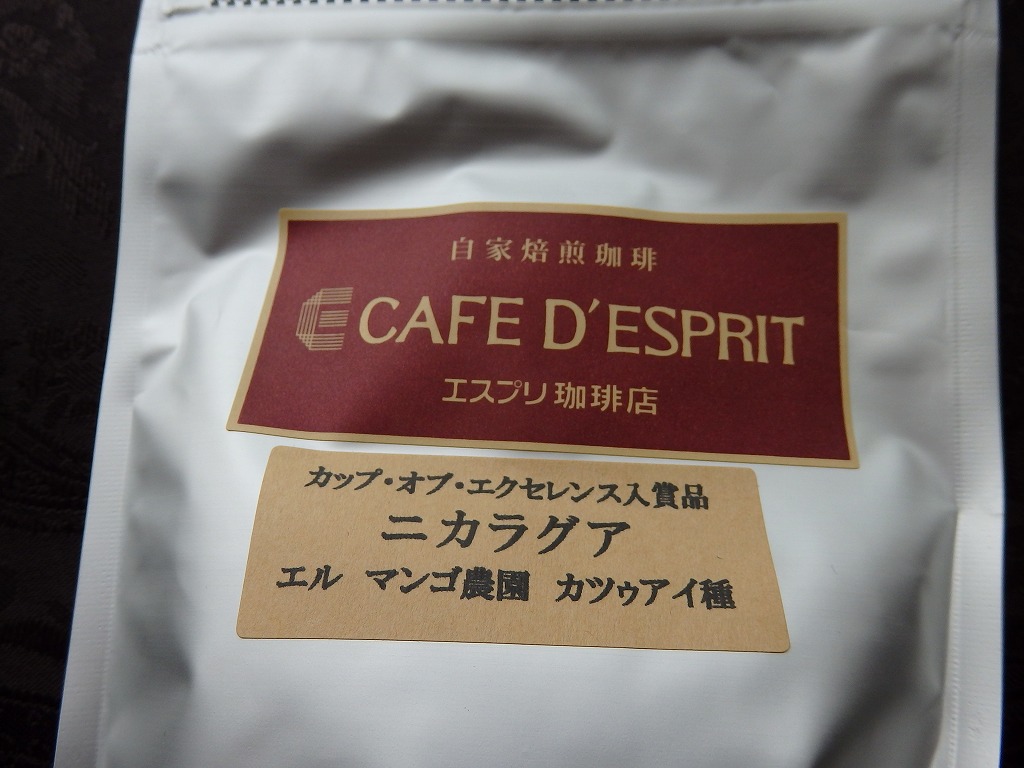 自家焙煎珈琲
CAFE D'ESPRIT
エスプリ珈琲店
カップ・オブ・エクセレンス入賞品
ニカラグア
エル マンゴ農園 カツゥアイ種